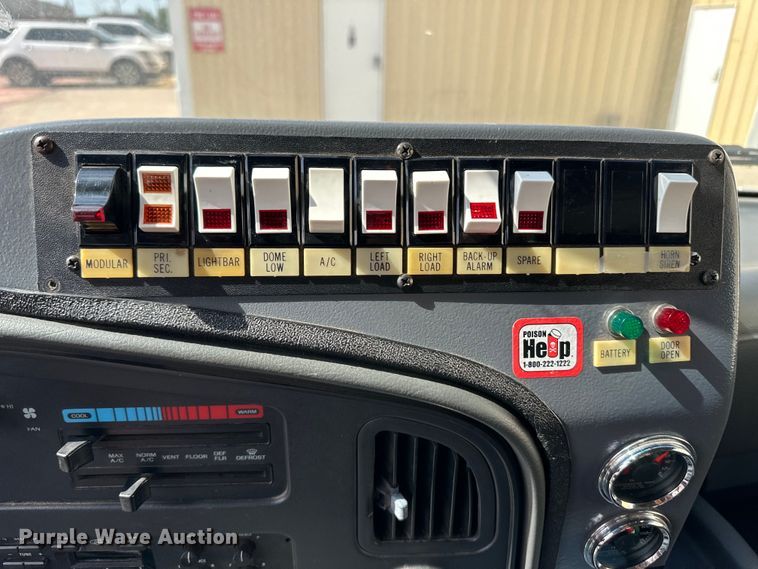 MODULAR
PRI.
SEC.
LIGHTBAR
DOME
LOW
A/C
LEFT
LOAD
RIGHT
LOAD
BACK-UP
ALARM
SPARE
HORN
SIREN
POISON
Help
1-800-222-1222
BATTERY
DOOR
OPEN
HI
FAN
COOL
WARM
MAX
A/C
NORM
A/C
VENT
FLOOR
DEF
FLR
DEFROST
TUNE
Purple Wave Auction